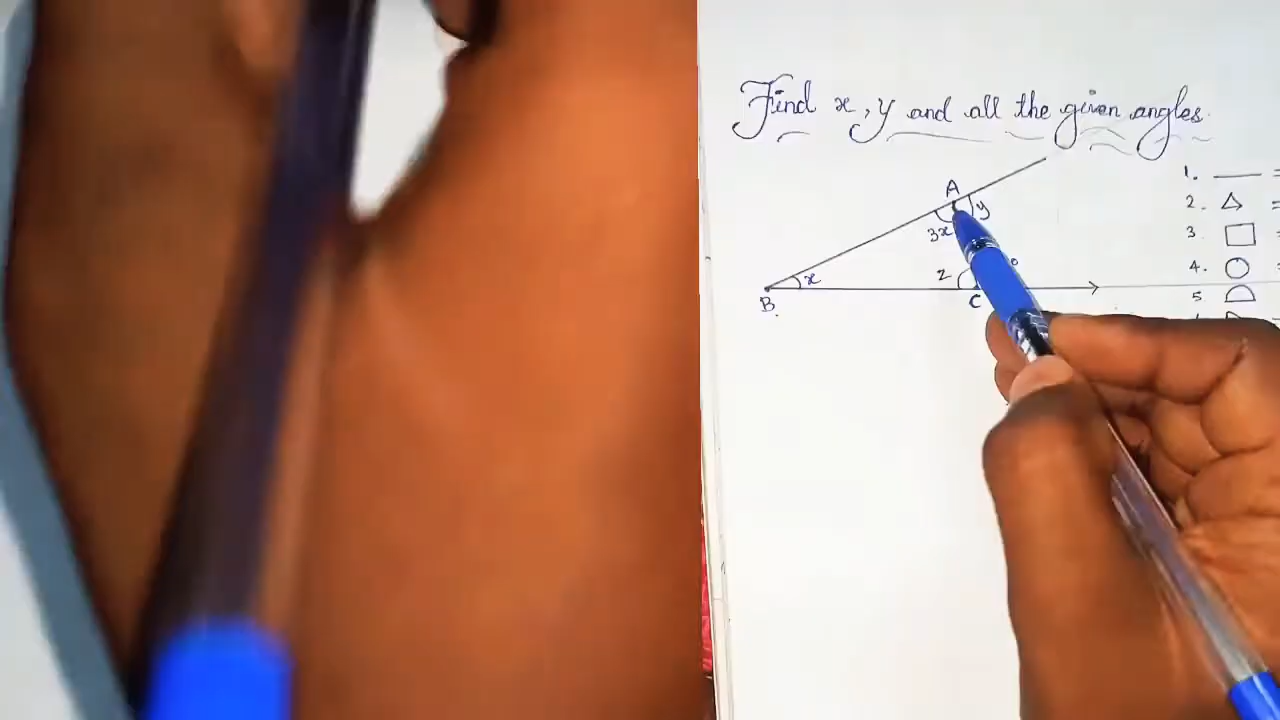 Find x, y and all the given angles.
1. =
A
2. =
y
3x
3. =
4.
°
z
x
5
B
C